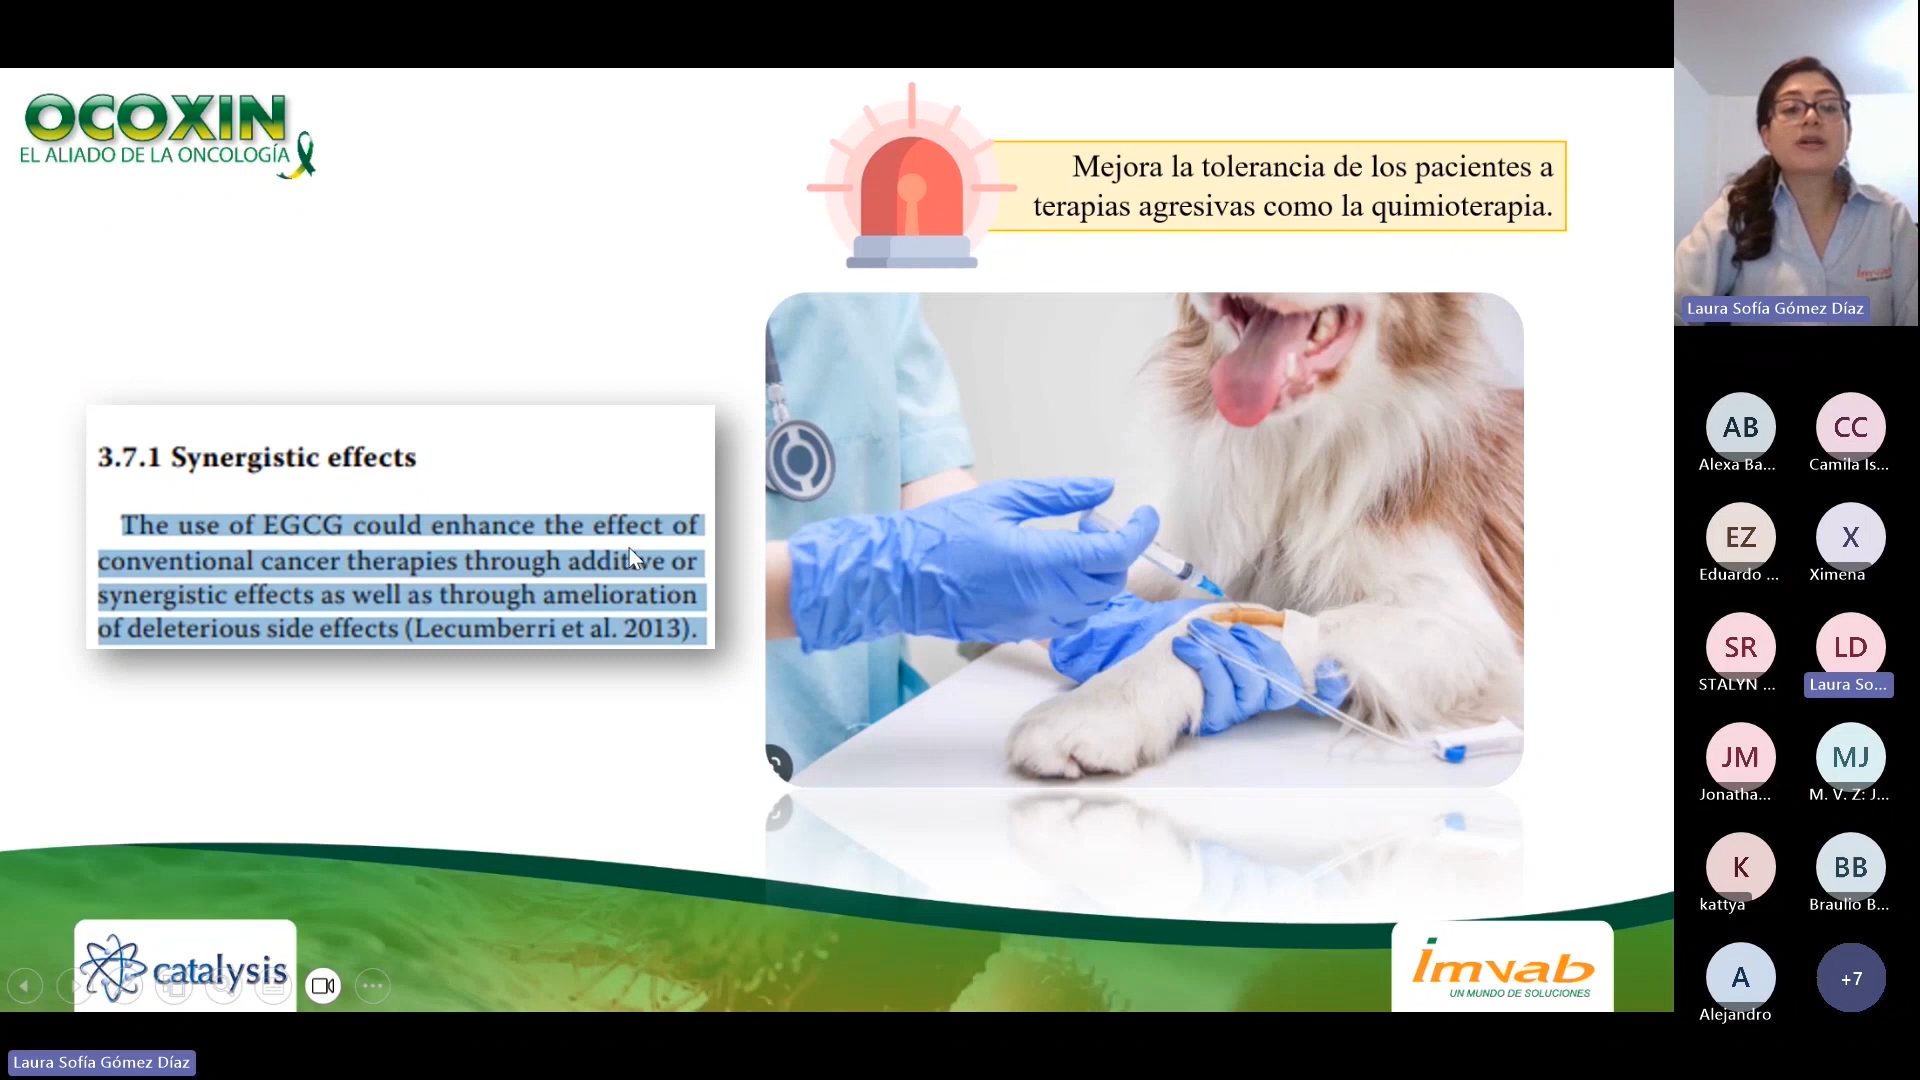 OCOXIN
EL ALIADO DE LA ONCOLOGÍA
Mejora la tolerancia de los pacientes a
terapias agresivas como la quimioterapia.
3.7.1 Synergistic effects
The use of EGCG could enhance the effect of
conventional cancer therapies through additive or
synergistic effects as well as through amelioration
of deleterious side effects (Lecumberri et al. 2013).
catalysis
imvab
UN MUNDO DE SOLUCIONES
Laura Sofía Gómez Díaz
imvab
Laura Sofía Gómez Díaz
AB
Alexa Ba...
CC
Camila Is...
EZ
Eduardo ...
X
Ximena
SR
STALYN ...
LD
Laura So...
JM
Jonatha...
MJ
M. V. Z: J...
K
kattya
BB
Braulio B...
A
Alejandro
+7